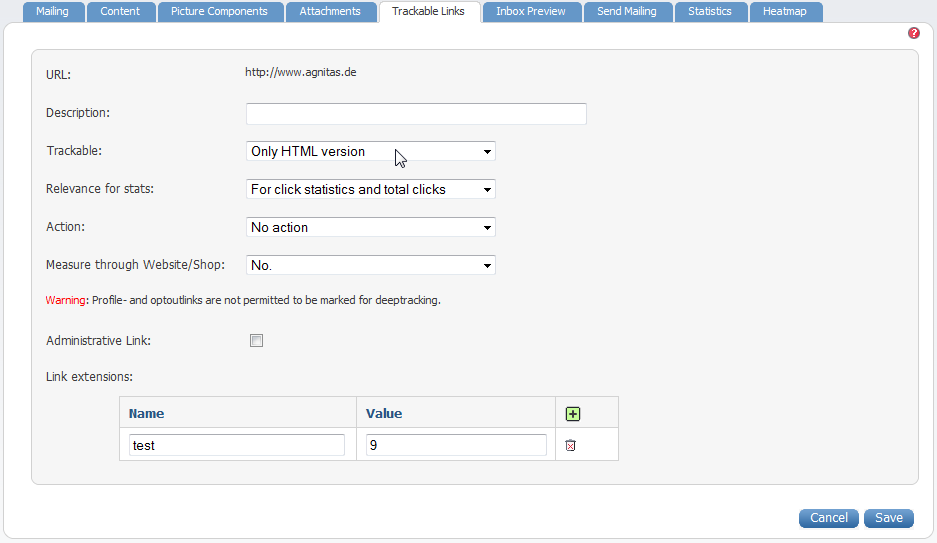 Mailing Content Picture Components Attachments Trackable Links Inbox Preview Send Mailing Statistics Heatmap
?
URL: http://www.agnitas.de
Description:
Trackable: Only HTML version
Relevance for stats: For click statistics and total clicks
Action: No action
Measure through Website/Shop: No.
Warning: Profile- and optoutlinks are not permitted to be marked for deeptracking.
Administrative Link:
Link extensions:
Name Value
test 9
Cancel Save